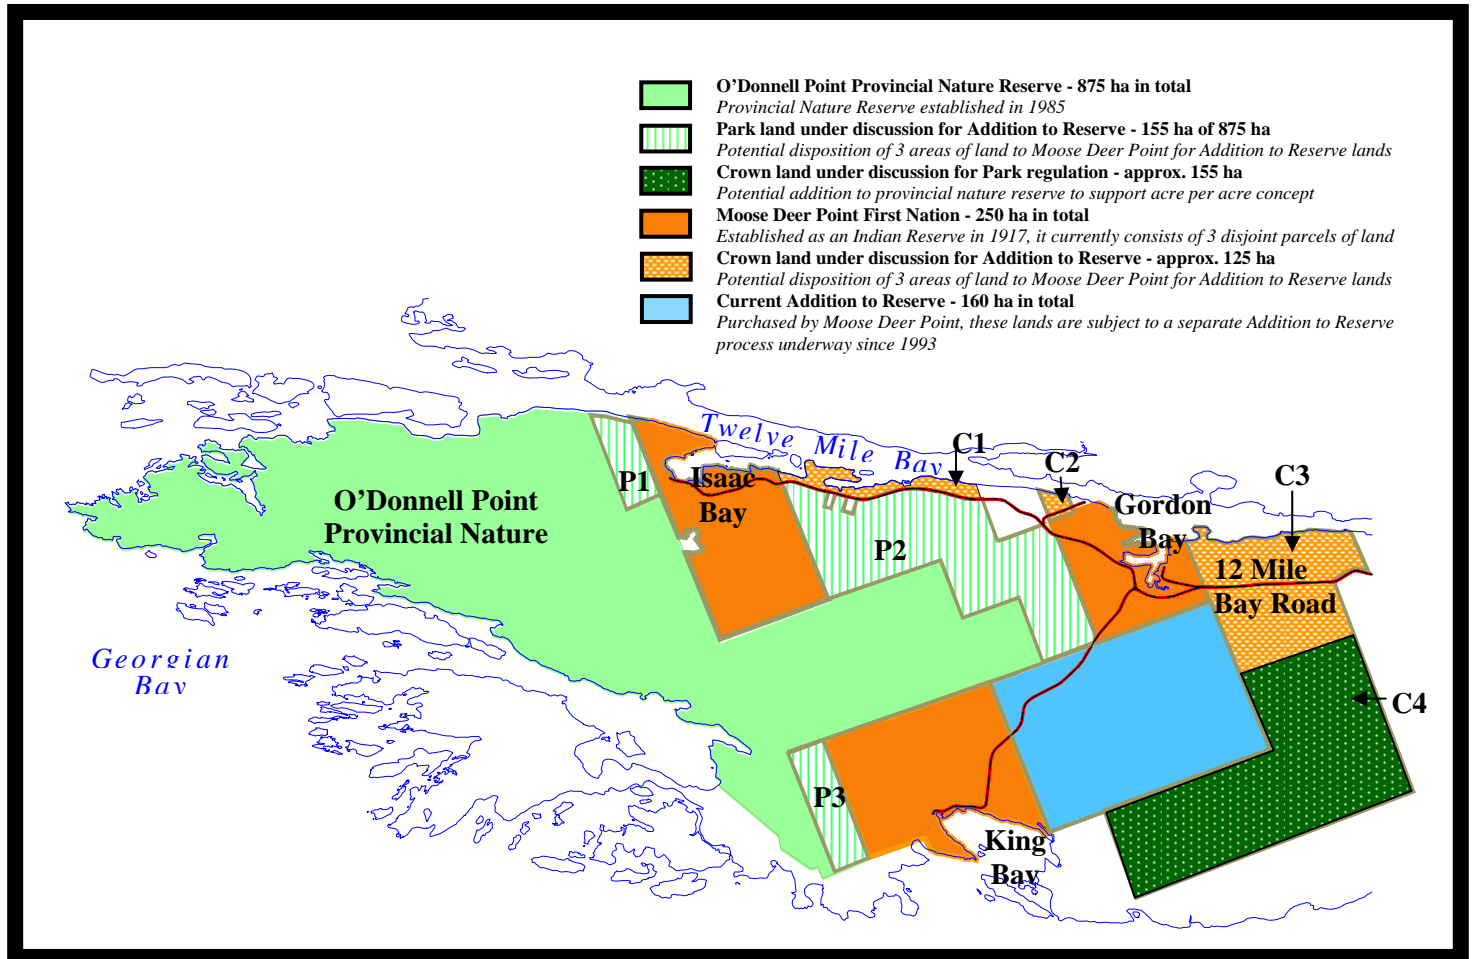 O’Donnell Point Provincial Nature Reserve - 875 ha in total
Provincial Nature Reserve established in 1985
Park land under discussion for Addition to Reserve - 155 ha of 875 ha
Potential disposition of 3 areas of land to Moose Deer Point for Addition to Reserve lands
Crown land under discussion for Park regulation - approx. 155 ha
Potential addition to provincial nature reserve to support acre per acre concept
Moose Deer Point First Nation - 250 ha in total
Established as an Indian Reserve in 1917, it currently consists of 3 disjoint parcels of land
Crown land under discussion for Addition to Reserve - approx. 125 ha
Potential disposition of 3 areas of land to Moose Deer Point for Addition to Reserve lands
Current Addition to Reserve - 160 ha in total
Purchased by Moose Deer Point, these lands are subject to a separate Addition to Reserve
process underway since 1993
Twelve Mile Bay
C1
C2
C3
P1
Isaac
Bay
O’Donnell Point
Provincial Nature
Gordon
Bay
P2
12 Mile
Bay Road
Georgian
Bay
C4
P3
King
Bay